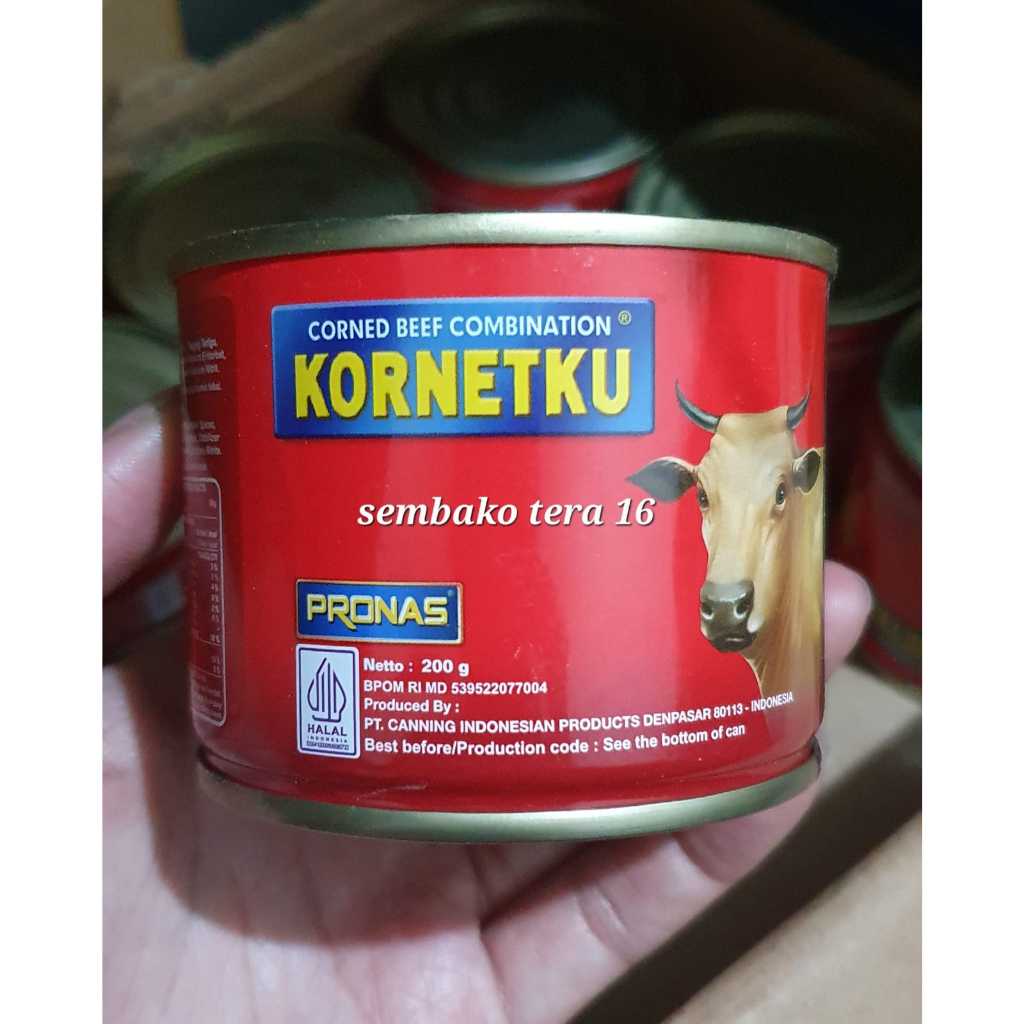 CORNED BEEF COMBINATION ®
KORNETKU
sembako tera 16
PRONAS
HALAL
INDONESIA
Netto : 200 g
BPOM RI MD 539522077004
Produced By :
PT. CANNING INDONESIAN PRODUCTS DENPASAR 80113 - INDONESIA
Best before/Production code : See the bottom of can